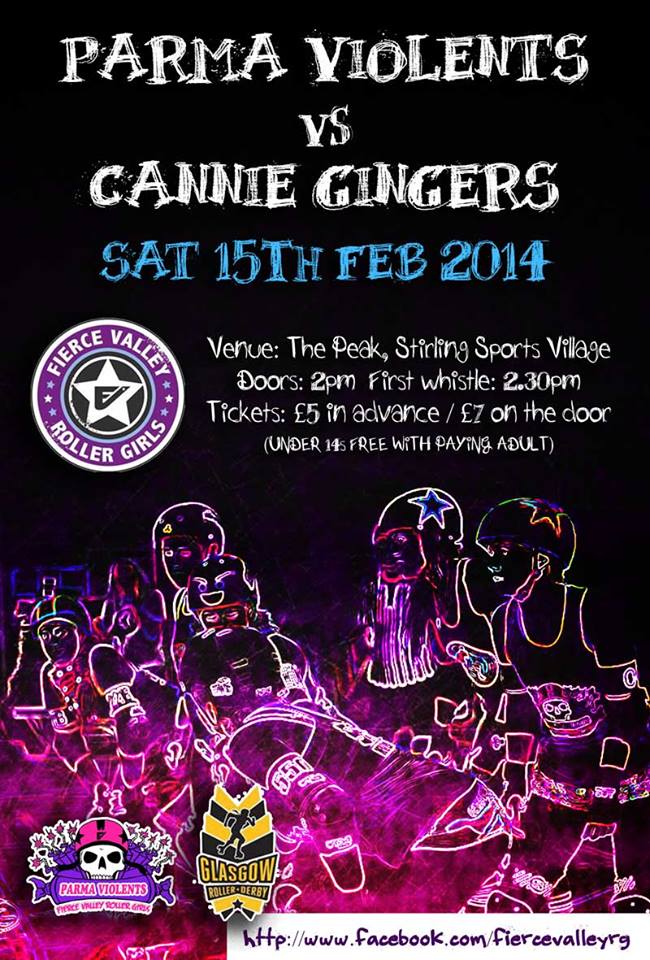 PARMA VIOLENTS
VS
CANNIE GINGERS
SAT 15TH FEB 2014
FIERCE VALLEY
ROLLER GIRLS
Venue: The Peak, Stirling Sports Village
Doors: 2pm First whistle: 2.30pm
Tickets: £5 in advance / £7 on the door
(UNDER 14s FREE WITH PAYING ADULT)
PARMA VIOLENTS
FIERCE VALLEY ROLLER GIRLS
GLASGOW
ROLLER DERBY
http://www.facebook.com/fiercevalleyrg